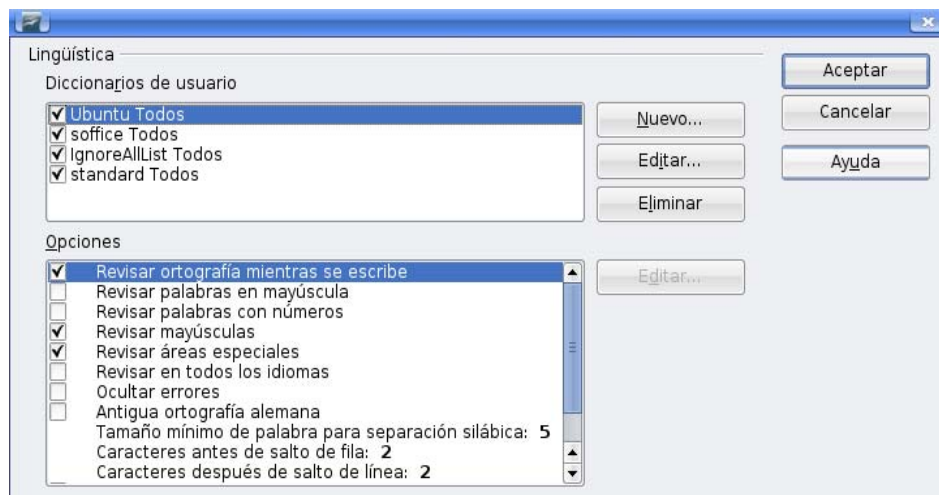 Lingüística
Diccionarios de usuario
Ubuntu Todos
soffice Todos
IgnoreAllList Todos
standard Todos
Nuevo...
Editar...
Eliminar
Aceptar
Cancelar
Ayuda
Opciones
Revisar ortografía mientras se escribe
Revisar palabras en mayúscula
Revisar palabras con números
Revisar mayúsculas
Revisar áreas especiales
Revisar en todos los idiomas
Ocultar errores
Antigua ortografía alemana
Tamaño mínimo de palabra para separación silábica: 5
Caracteres antes de salto de fila: 2
Caracteres después de salto de línea: 2
Editar...